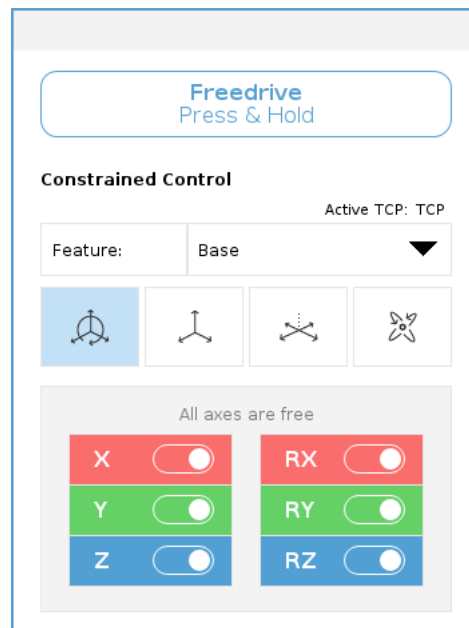 Freedrive
Press & Hold
Constrained Control
Active TCP: TCP
Feature: Base
All axes are free
X RX
Y RY
Z RZ